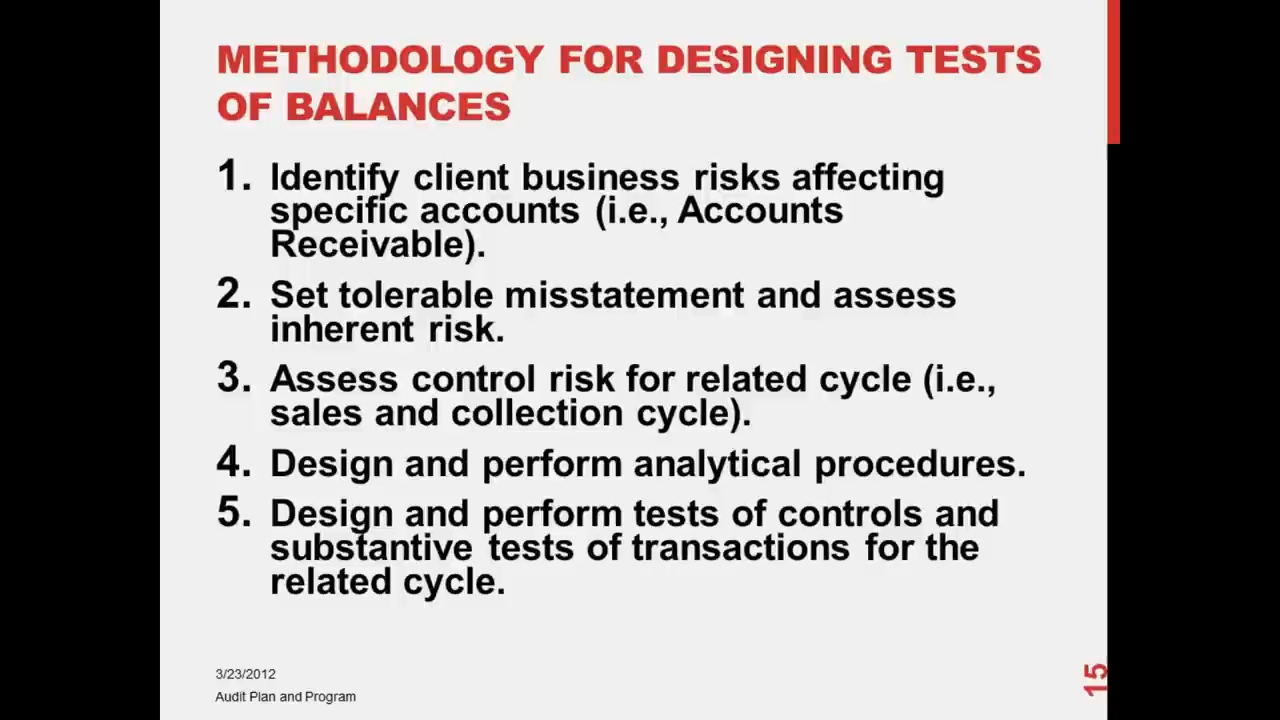 METHODOLOGY FOR DESIGNING TESTS
OF BALANCES
1. Identify client business risks affecting
specific accounts (i.e., Accounts
Receivable).
2. Set tolerable misstatement and assess
inherent risk.
3. Assess control risk for related cycle (i.e.,
sales and collection cycle).
4. Design and perform analytical procedures.
5. Design and perform tests of controls and
substantive tests of transactions for the
related cycle.
3/23/2012
Audit Plan and Program
15